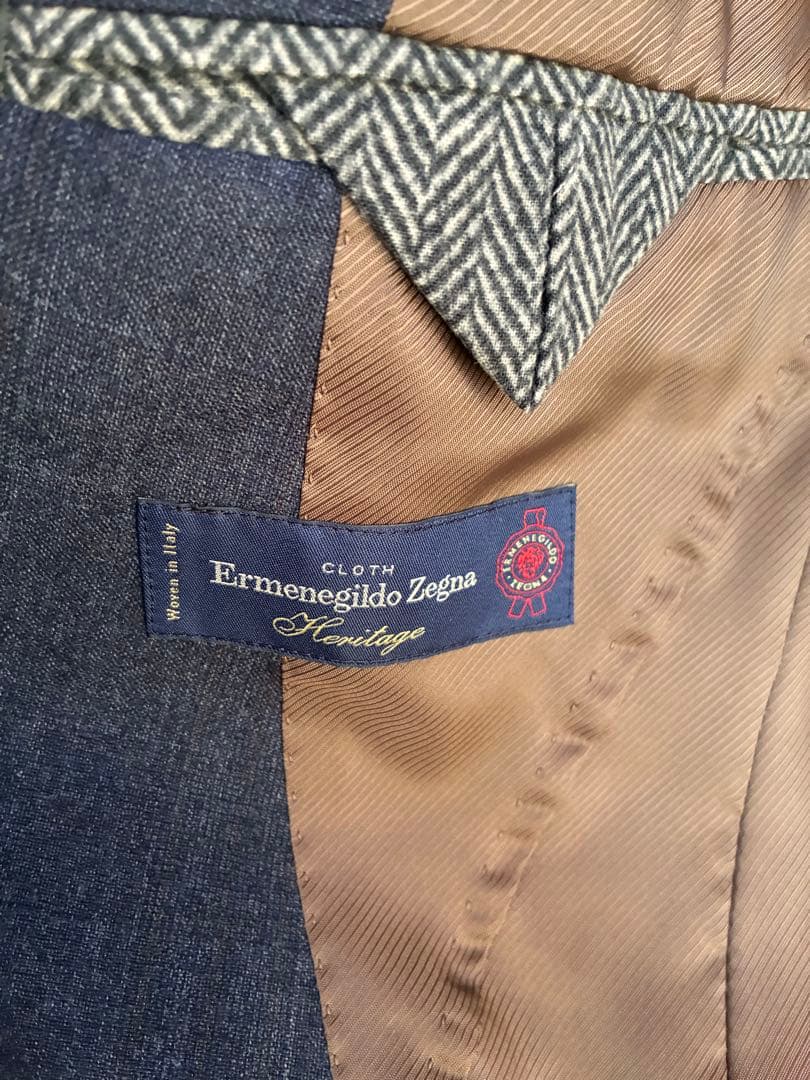 Woven in Italy
CLOTH
Ermenegildo Zegna
Heritage
ERMENEGILDO
ZEGNA